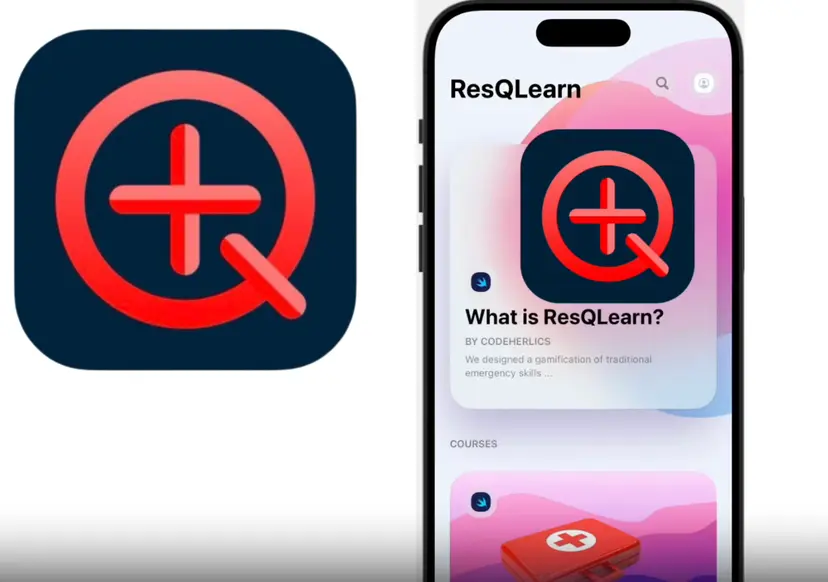 ResQLearn
What is ResQLearn?
BY CODEHERLICS
We designed a gamification of traditional
emergency skills ...
COURSES